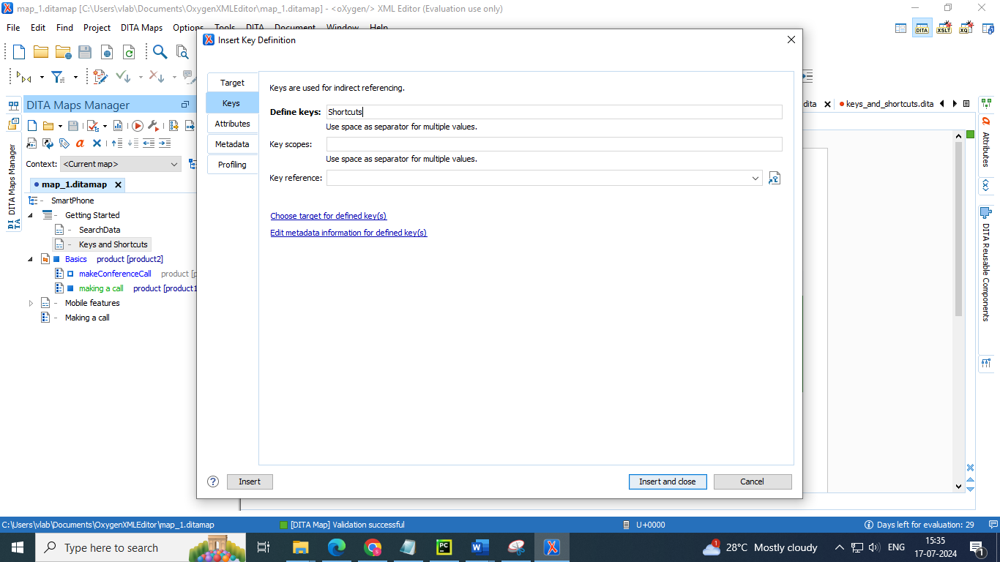 map_1.ditamap [C:\Users\vlab\Documents\OxygenXMLEditor\map_1.ditamap] - <oXygen/> XML Editor (Evaluation use only)
File Edit Find Project DITA Maps Options Tools DITA Document Window Help
DITA XSLT XQ
Insert Key Definition
DITA Maps Manager
Context: <Current map>
map_1.ditamap
SmartPhone
Getting Started
SearchData
Keys and Shortcuts
Basics product [product2]
makeConferenceCall product [p
making a call product [product1
Mobile features
Making a call
DITA Maps Manager
Target
Keys
Attributes
Metadata
Profiling
Keys are used for indirect referencing.
Define keys: Shortcuts
Use space as separator for multiple values.
Key scopes:
Use space as separator for multiple values.
Key reference:
Choose target for defined key(s)
Edit metadata information for defined key(s)
Insert Insert and close Cancel
dita keys_and_shortcuts.dita
Attributes
DITA Reusable Components
C:\Users\vlab\Documents\OxygenXMLEditor\map_1.ditamap [DITA Map] Validation successful U+0000 Days left for evaluation: 29
Type here to search 28°C Mostly cloudy ENG 15:35
17-07-2024